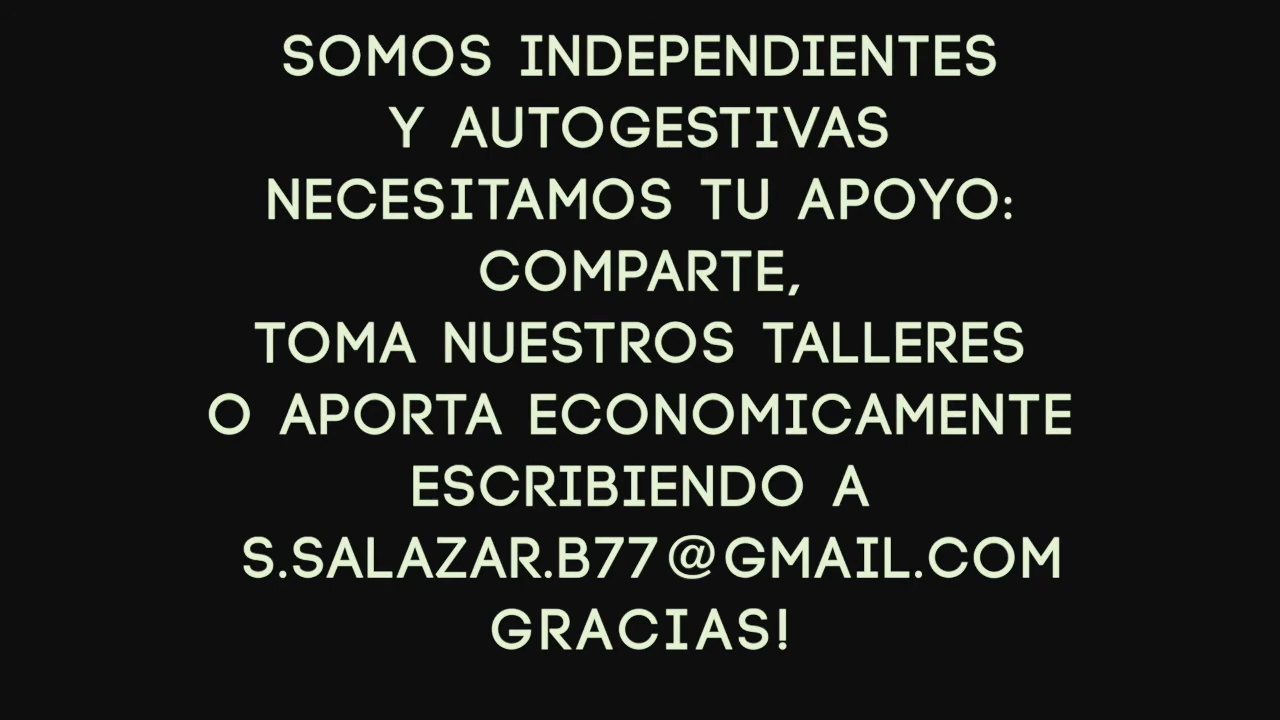 SOMOS INDEPENDIENTES
Y AUTOGESTIVAS
NECESITAMOS TU APOYO:
COMPARTE,
TOMA NUESTROS TALLERES
O APORTA ECONOMICAMENTE
ESCRIBIENDO A
S.SALAZAR.B77@GMAIL.COM
GRACIAS!